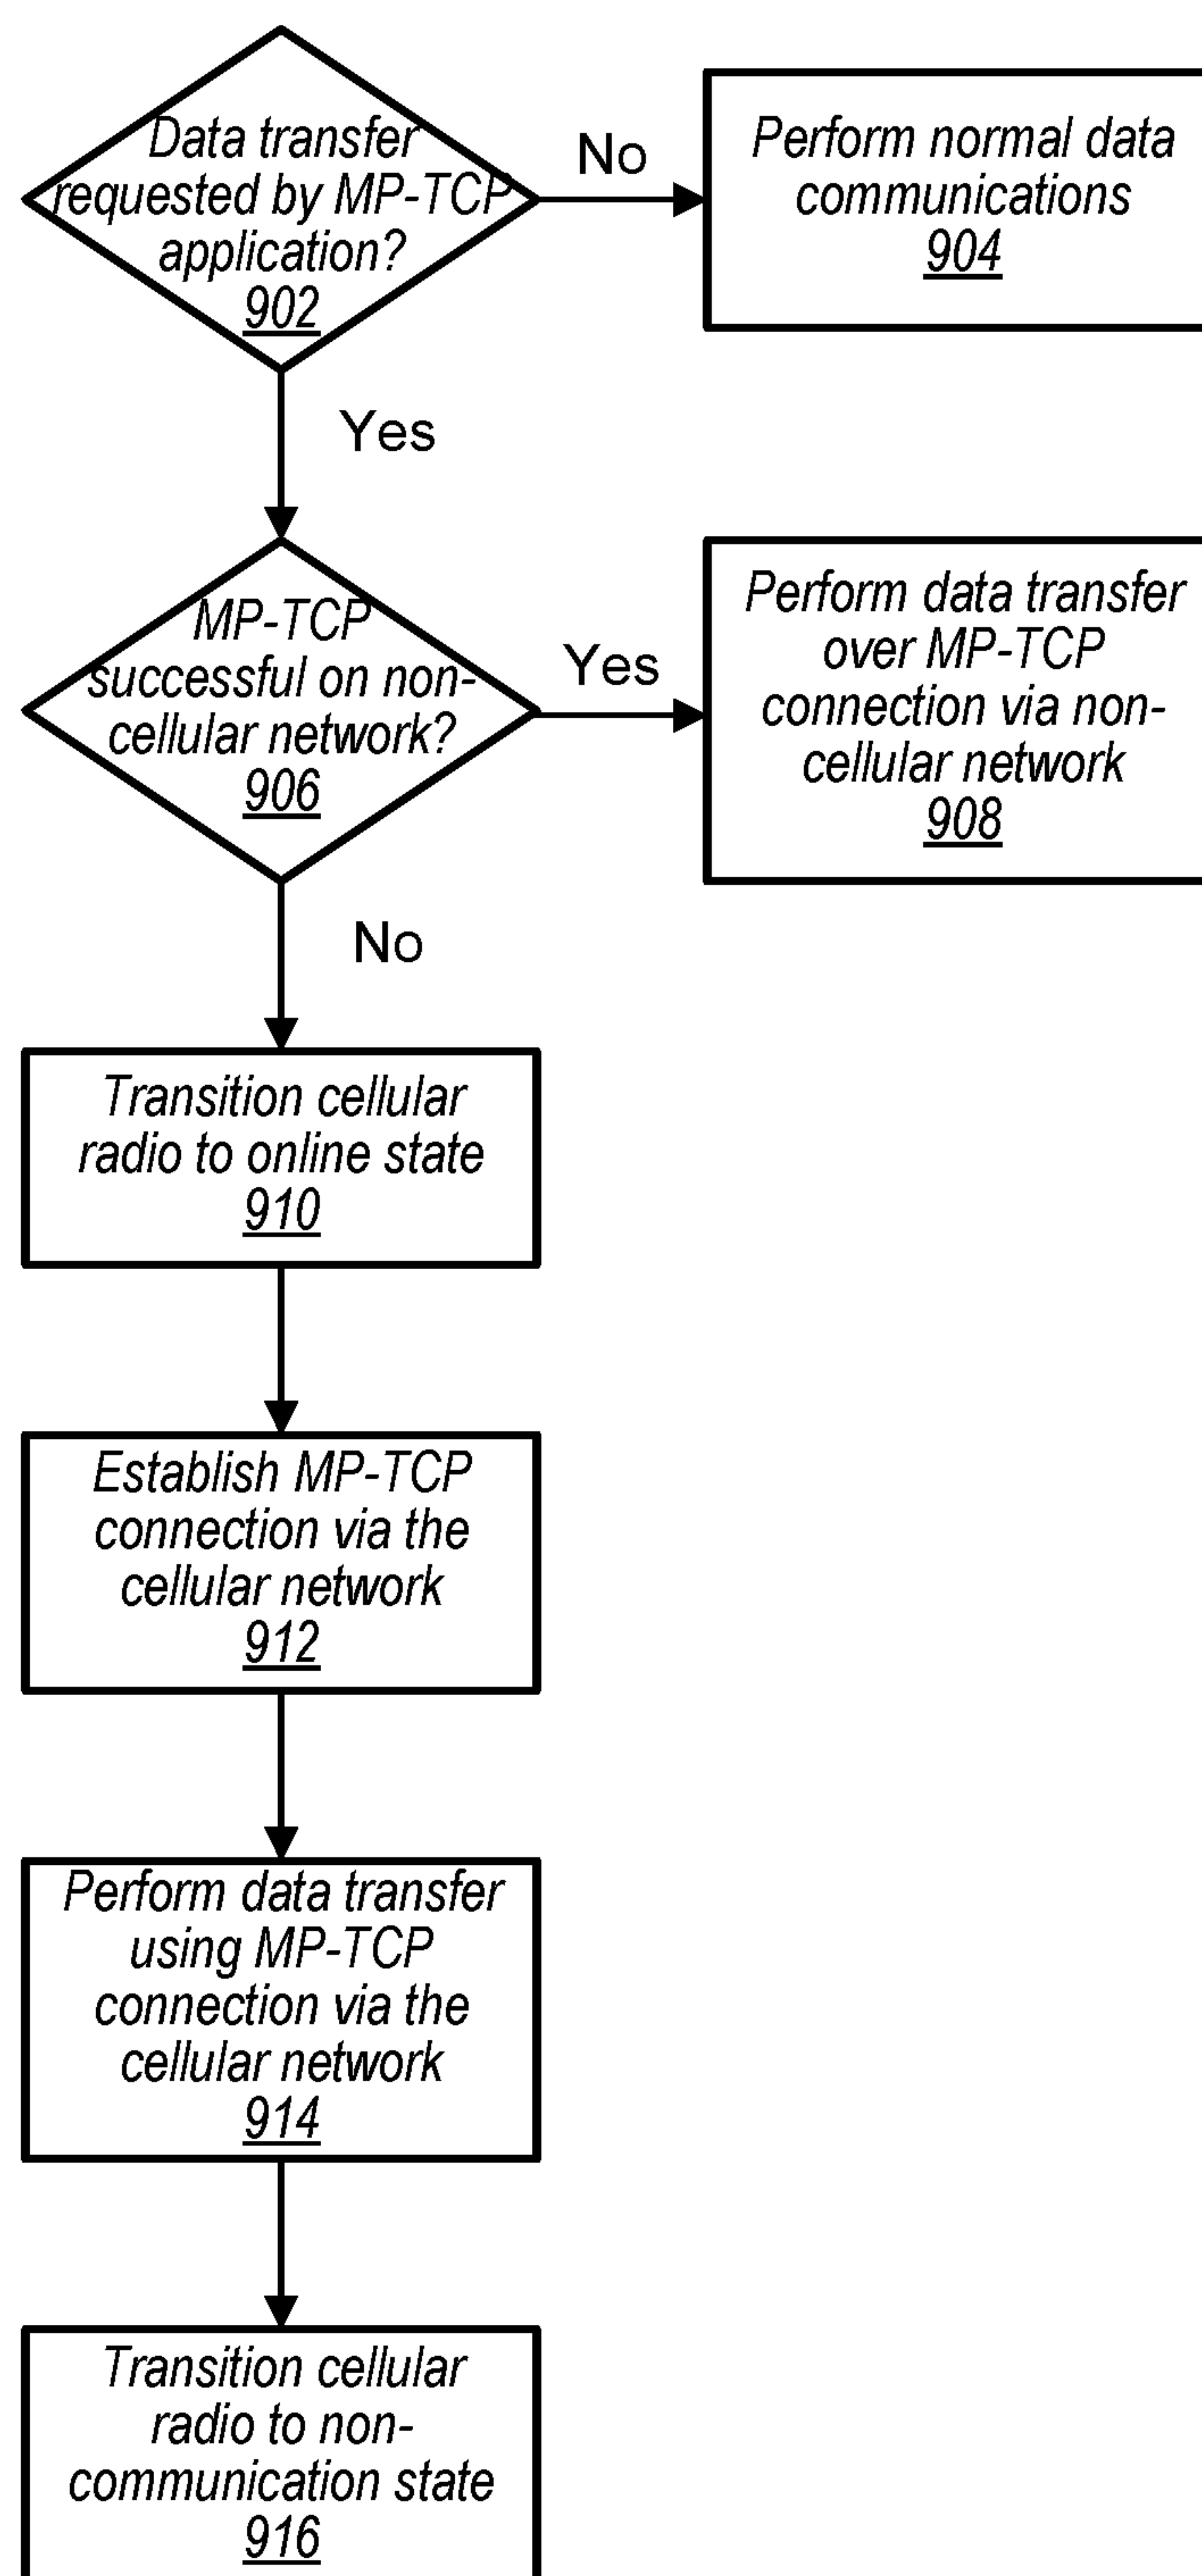 Data transfer
requested by MP-TCP
application?
902
No
Perform normal data
communications
904
Yes
MP-TCP
successful on non-
cellular network?
906
Yes
Perform data transfer
over MP-TCP
connection via non-
cellular network
908
No
Transition cellular
radio to online state
910
Establish MP-TCP
connection via the
cellular network
912
Perform data transfer
using MP-TCP
connection via the
cellular network
914
Transition cellular
radio to non-
communication state
916